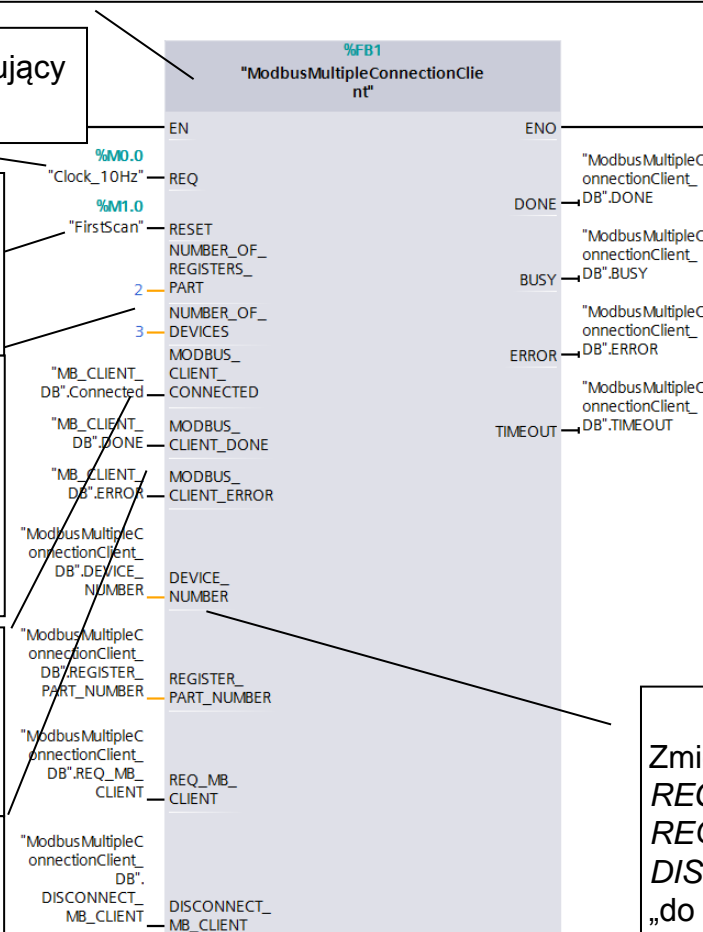 %FB1
"ModbusMultipleConnectionClie
nt"
EN
ENO
%M0.0
"Clock_10Hz"
REQ
%M1.0
"FirstScan"
RESET
NUMBER_OF_
REGISTERS_
2
PART
NUMBER_OF_
3
DEVICES
"MB_CLIENT_
DB".Connected
MODBUS_
CLIENT_
CONNECTED
"MB_CLIENT_
DB".DONE
MODBUS_
CLIENT_DONE
"MB_CLIENT_
DB".ERROR
MODBUS_
CLIENT_ERROR
"ModbusMultipleC
onnectionClient_
DB".DEVICE_
NUMBER
DEVICE_
NUMBER
"ModbusMultipleC
onnectionClient_
DB".REGISTER_
PART_NUMBER
REGISTER_
PART_NUMBER
"ModbusMultipleC
onnectionClient_
DB".REQ_MB_
CLIENT
REQ_MB_
CLIENT
"ModbusMultipleC
onnectionClient_
DB".
DISCONNECT_
MB_CLIENT
DISCONNECT_
MB_CLIENT
DONE
"ModbusMultipleC
onnectionClient_
DB".DONE
BUSY
"ModbusMultipleC
onnectionClient_
DB".BUSY
ERROR
"ModbusMultipleC
onnectionClient_
DB".ERROR
TIMEOUT
"ModbusMultipleC
onnectionClient_
DB".TIMEOUT
ujący
Zmi
REG
REQ
DIS
„do